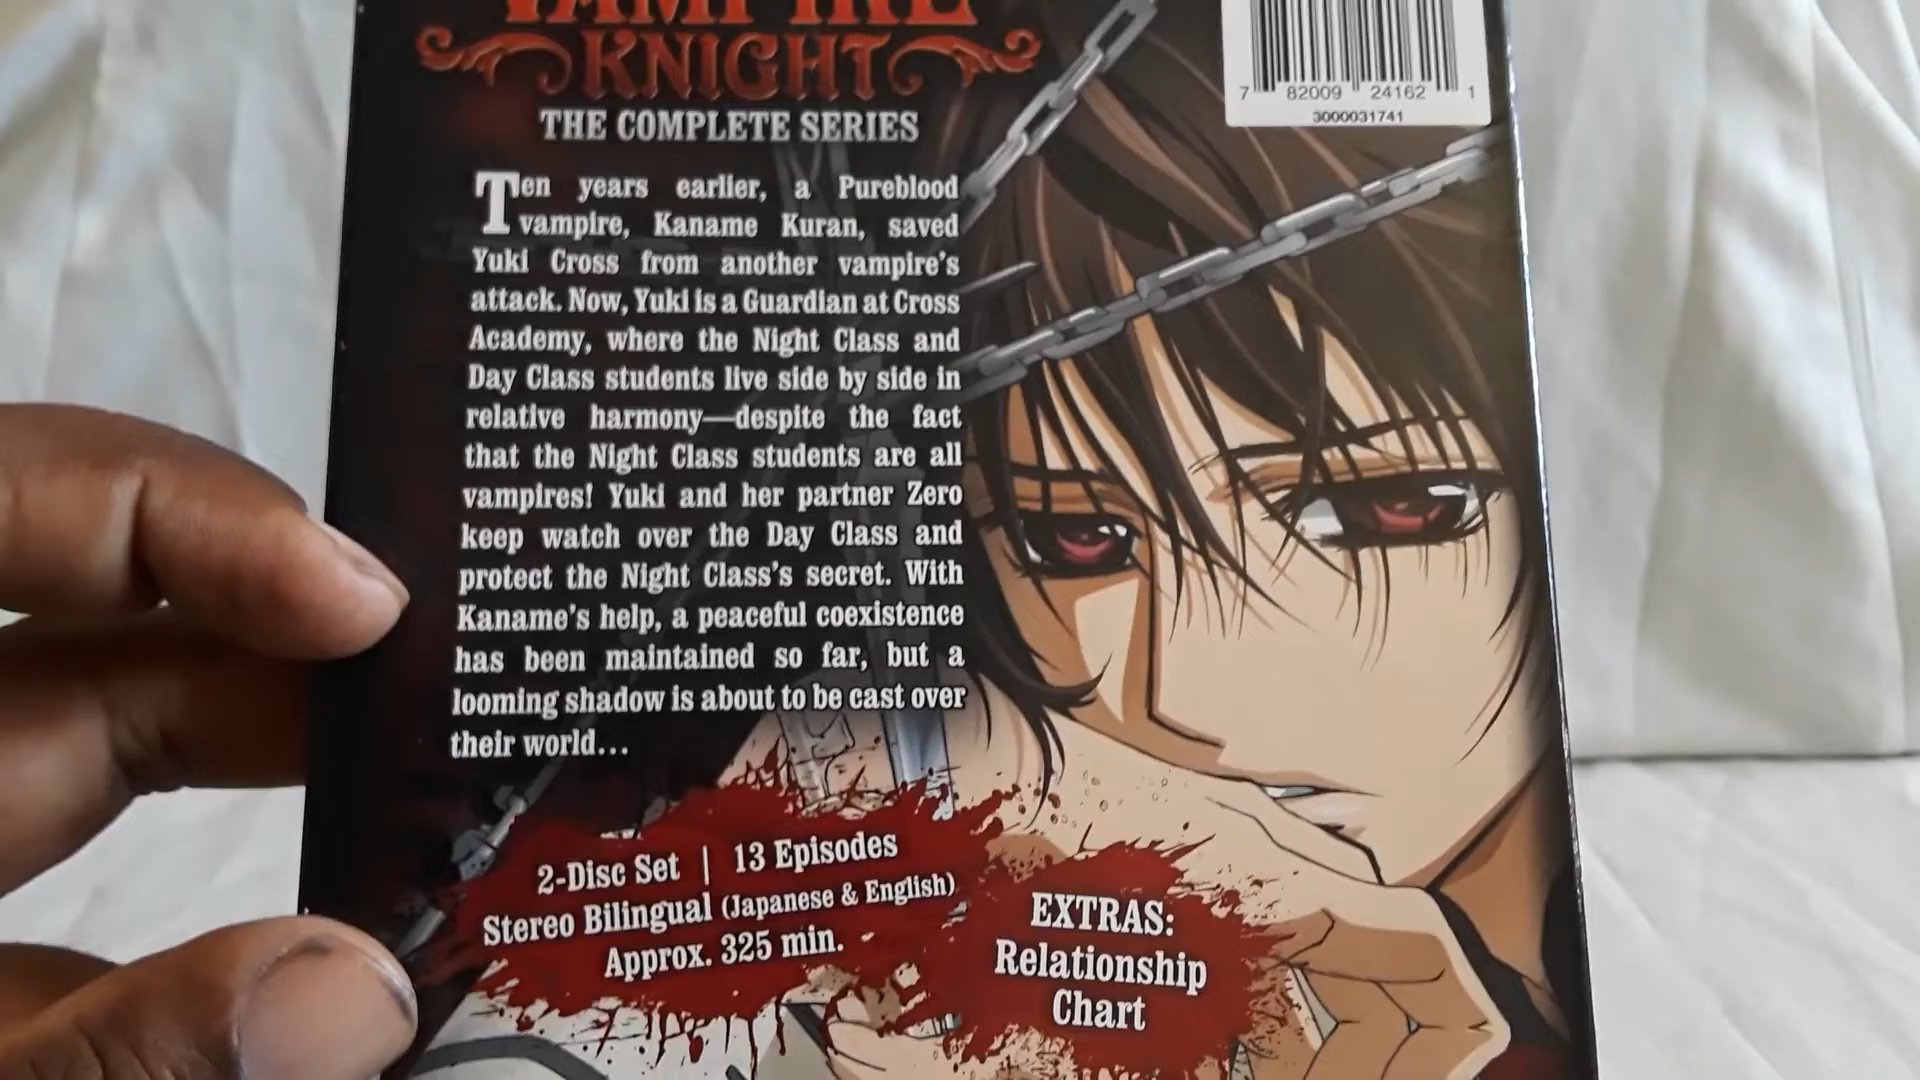 VAMPIRE
KNIGHT
THE COMPLETE SERIES
7 82009 24162 1
3000031741
Ten years earlier, a Pureblood
vampire, Kaname Kuran, saved
Yuki Cross from another vampire's
attack. Now, Yuki is a Guardian at Cross
Academy, where the Night Class and
Day Class students live side by side in
relative harmony—despite the fact
that the Night Class students are all
vampires! Yuki and her partner Zero
keep watch over the Day Class and
protect the Night Class's secret. With
Kaname's help, a peaceful coexistence
has been maintained so far, but a
looming shadow is about to be cast over
their world...
2-Disc Set | 13 Episodes
Stereo Bilingual (Japanese & English)
Approx. 325 min.
EXTRAS:
Relationship
Chart